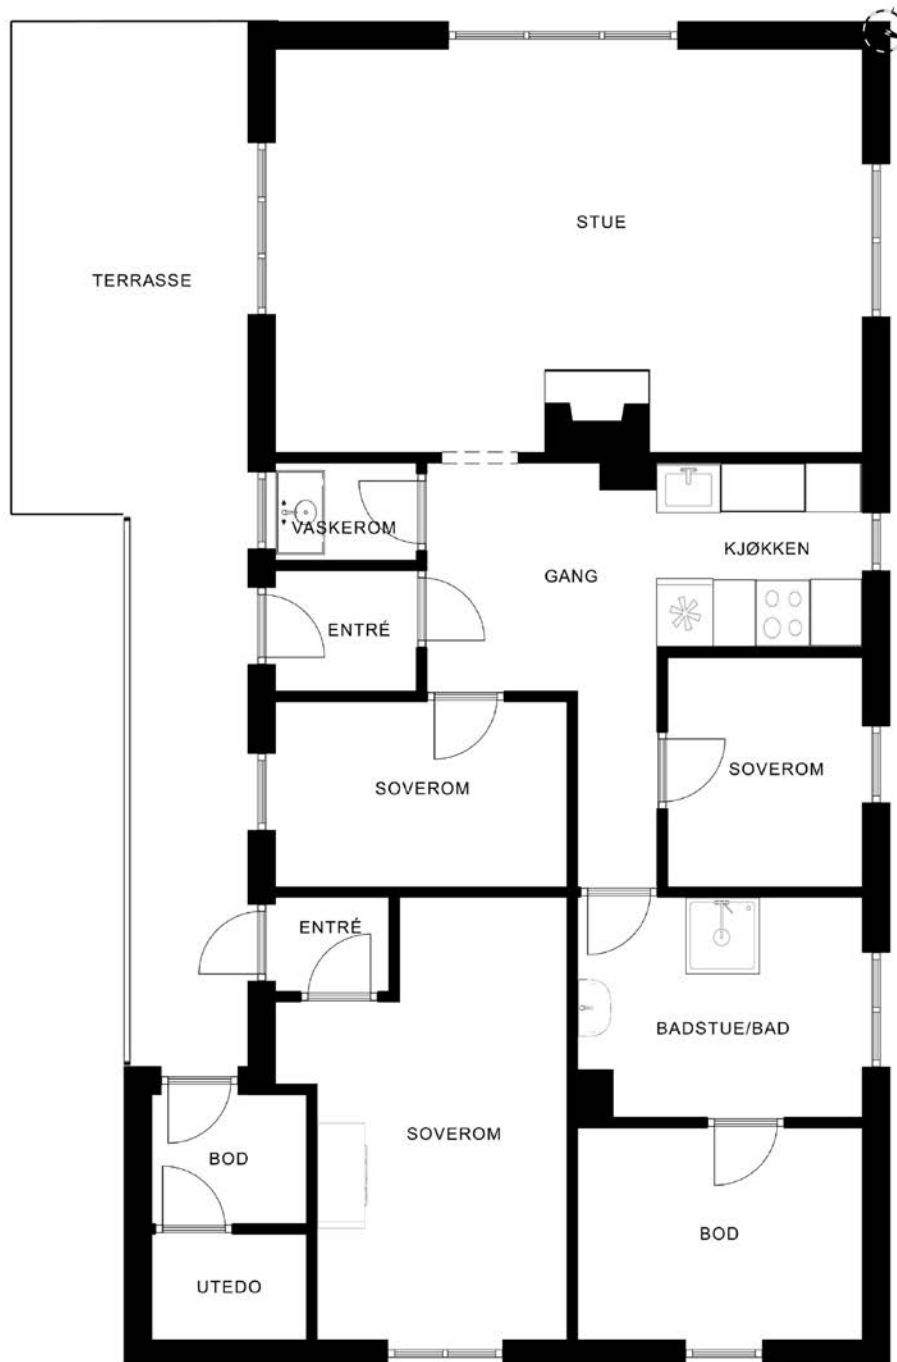 STUE
TERRASSE
VASKEROM
KJØKKEN
GANG
ENTRÉ
SOVEROM
SOVEROM
ENTRÉ
BADSTUE/BAD
SOVEROM
BOD
BOD
UTEDO